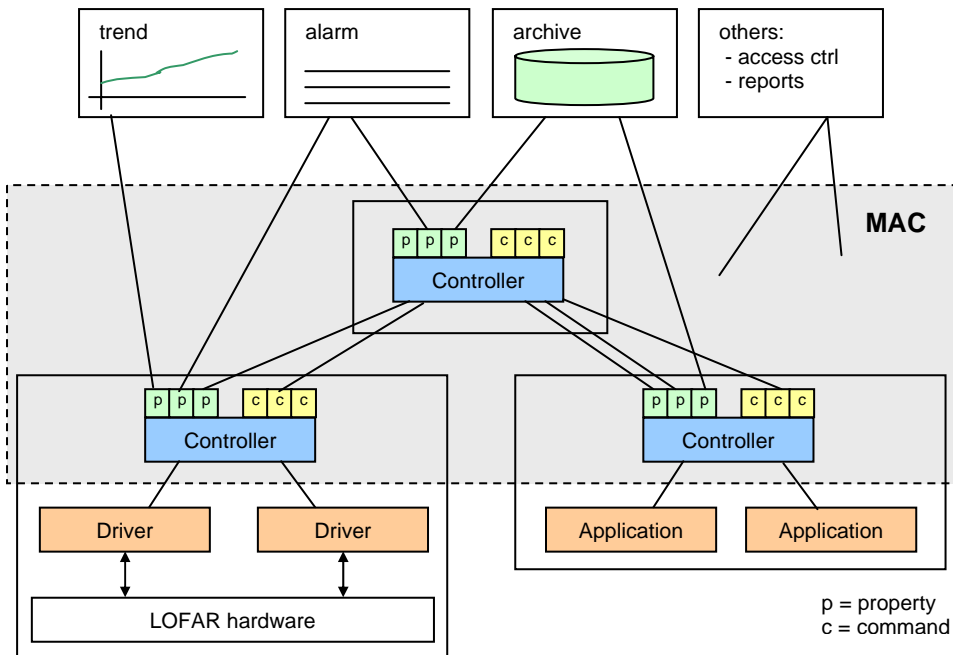 trend
alarm
archive
others:
- access ctrl
- reports
MAC
p p p c c c
Controller
p p p c c c
Controller
p p p c c c
Controller
Driver
Driver
Application
Application
LOFAR hardware
p = property
c = command